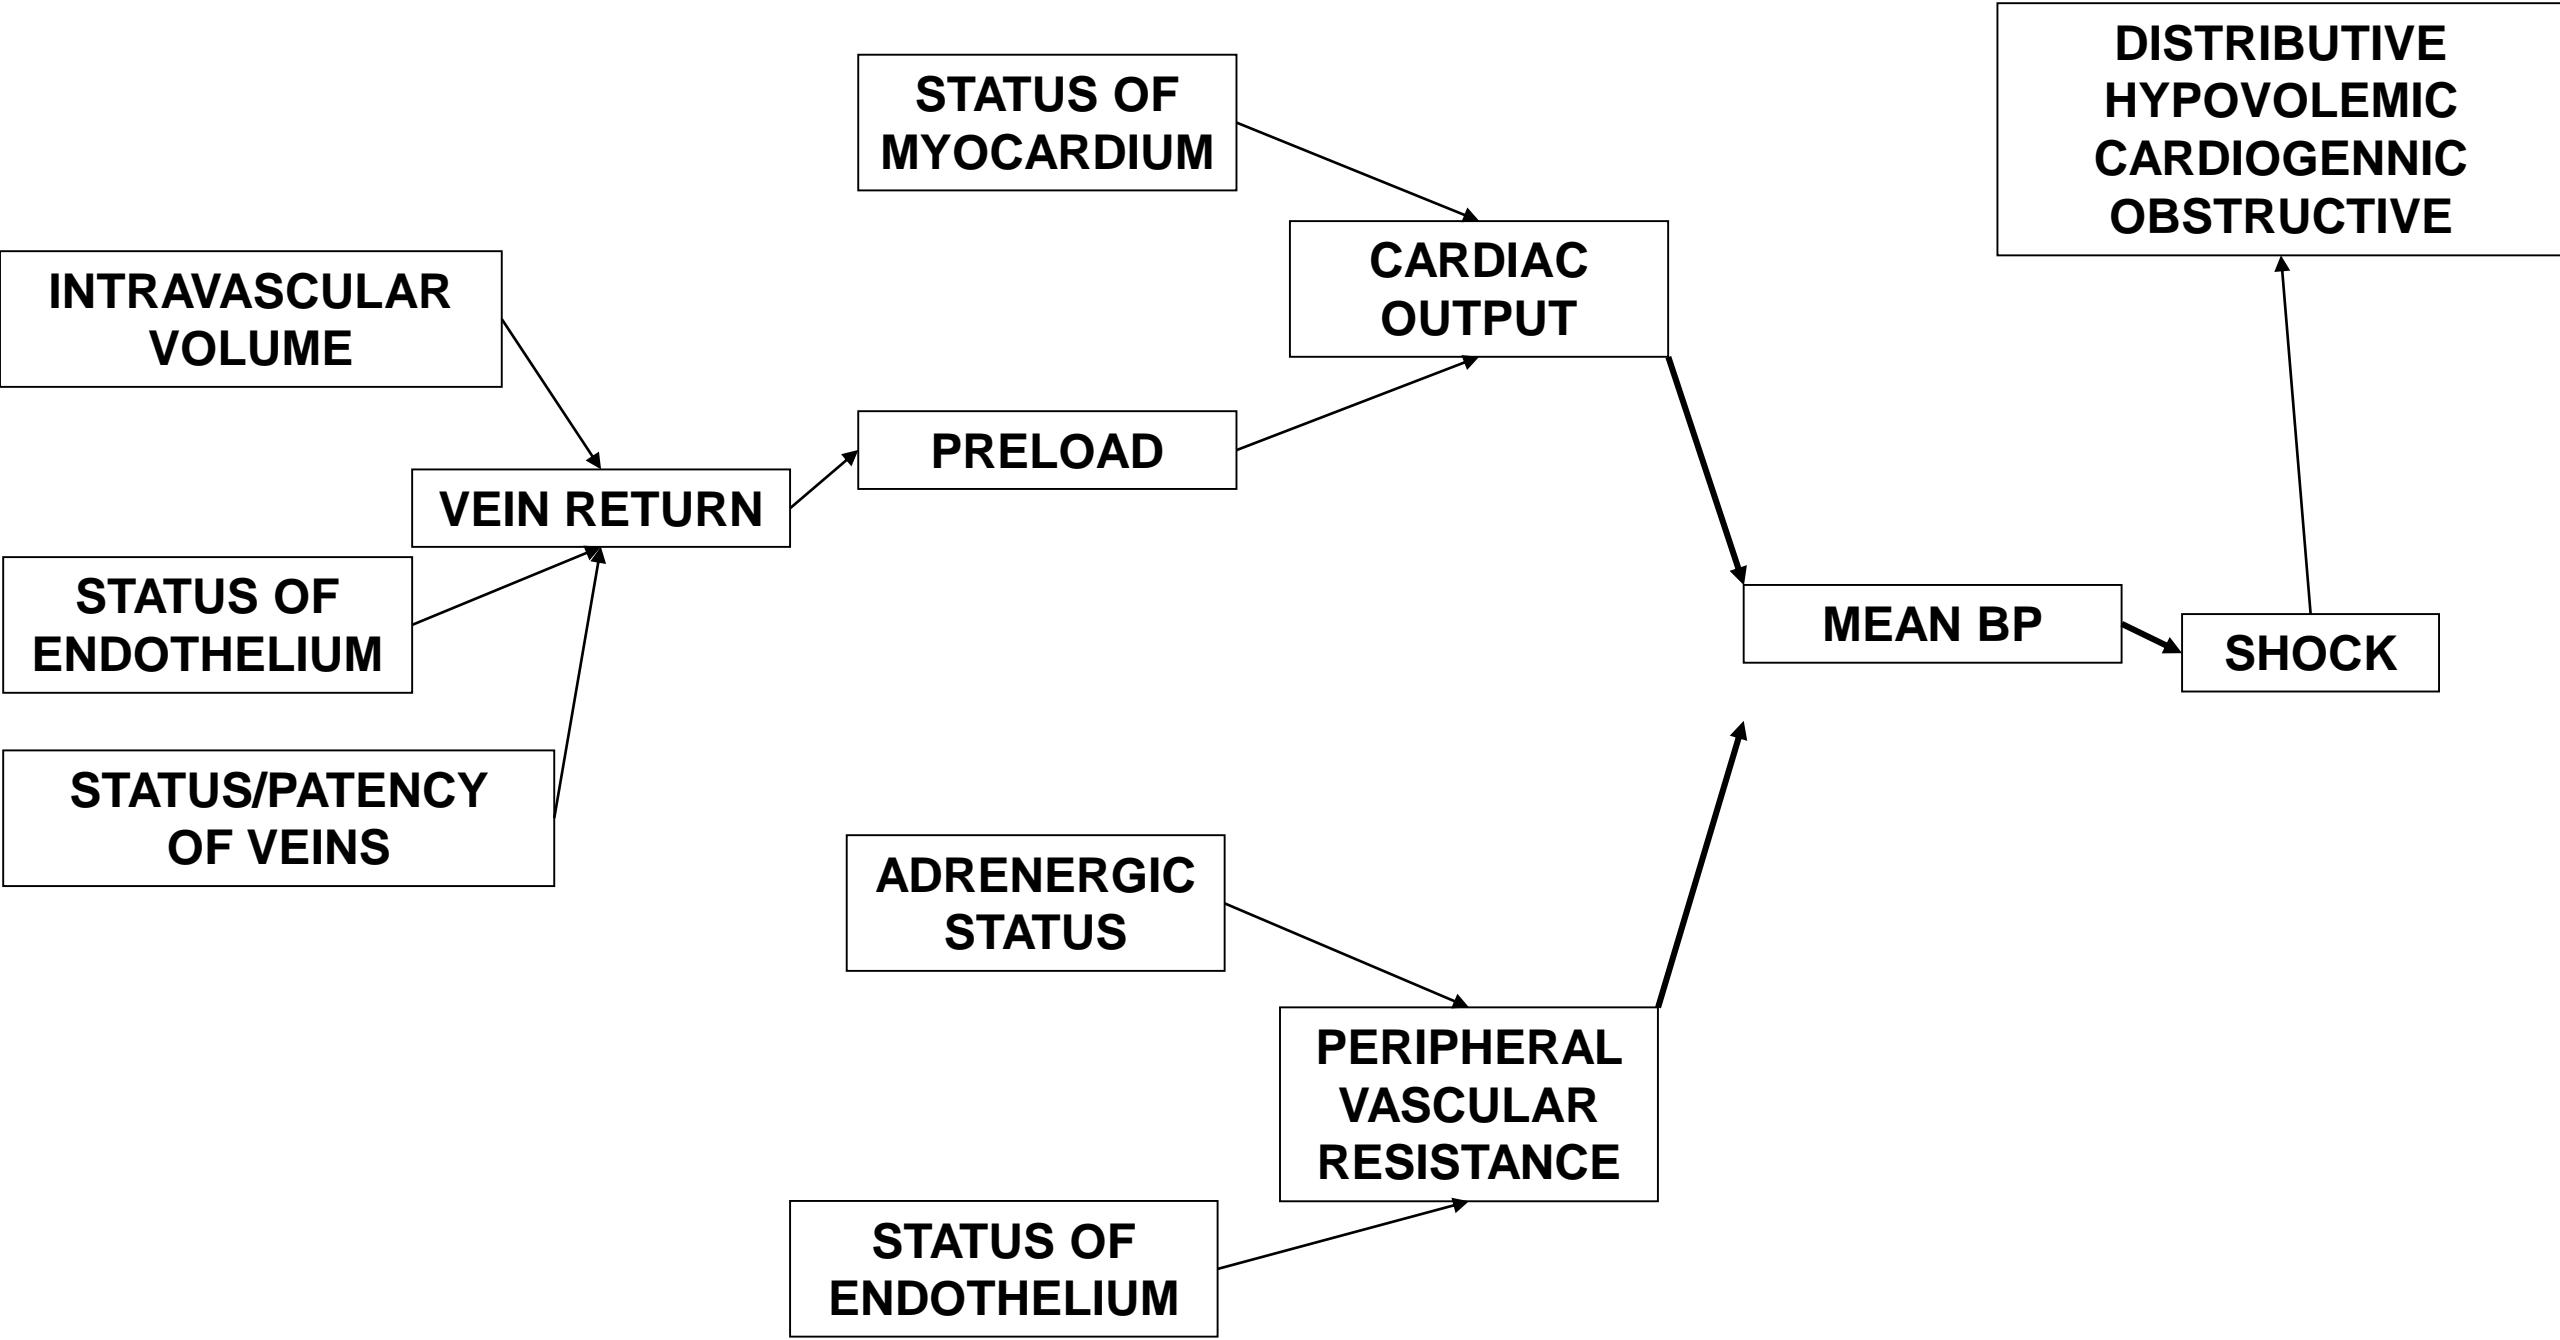 DISTRIBUTIVE
HYPOVOLEMIC
CARDIOGENNIC
OBSTRUCTIVE
STATUS OF
MYOCARDIUM
CARDIAC
OUTPUT
INTRAVASCULAR
VOLUME
PRELOAD
VEIN RETURN
STATUS OF
ENDOTHELIUM
MEAN BP
SHOCK
STATUS/PATENCY
OF VEINS
ADRENERGIC
STATUS
PERIPHERAL
VASCULAR
RESISTANCE
STATUS OF
ENDOTHELIUM